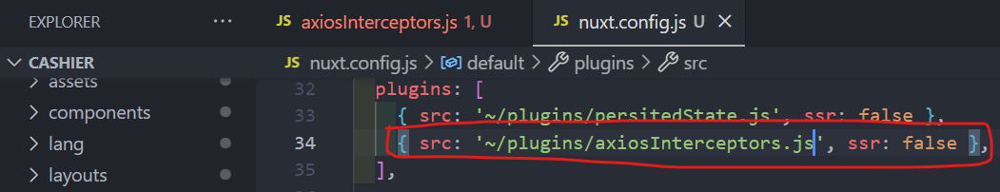 EXPLORER ... JS axiosInterceptors.js 1, U JS nuxt.config.js U ×
CASHIER JS nuxt.config.js > default > plugins > src
assets
components
lang
layouts
32 plugins: [
33 { src: '~/plugins/persitedState.js', ssr: false },
34 { src: '~/plugins/axiosInterceptors.js', ssr: false },
35 ],